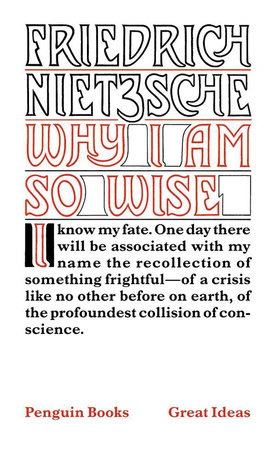 FRIEDRICH
NIETZSCHE
WHY I AM
SO WISE
I know my fate. One day there
will be associated with my
name the recollection of
something frightful—of a crisis
like no other before on earth, of
the profoundest collision of con-
science.
Penguin Books Great Ideas